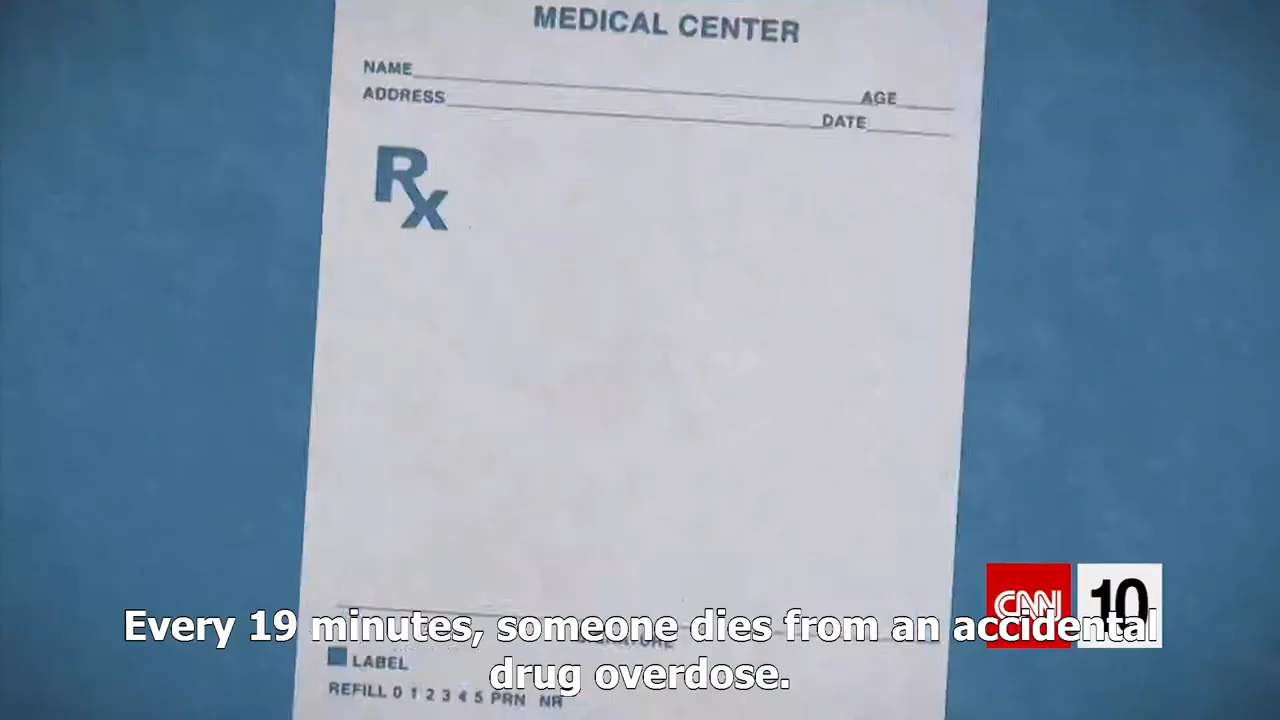 MEDICAL CENTER
NAME
AGE
ADDRESS
DATE
Rx
CNN 10
Every 19 minutes, someone dies from an accidental
drug overdose.
LABEL
REFILL 0 1 2 3 4 5 PRN NR